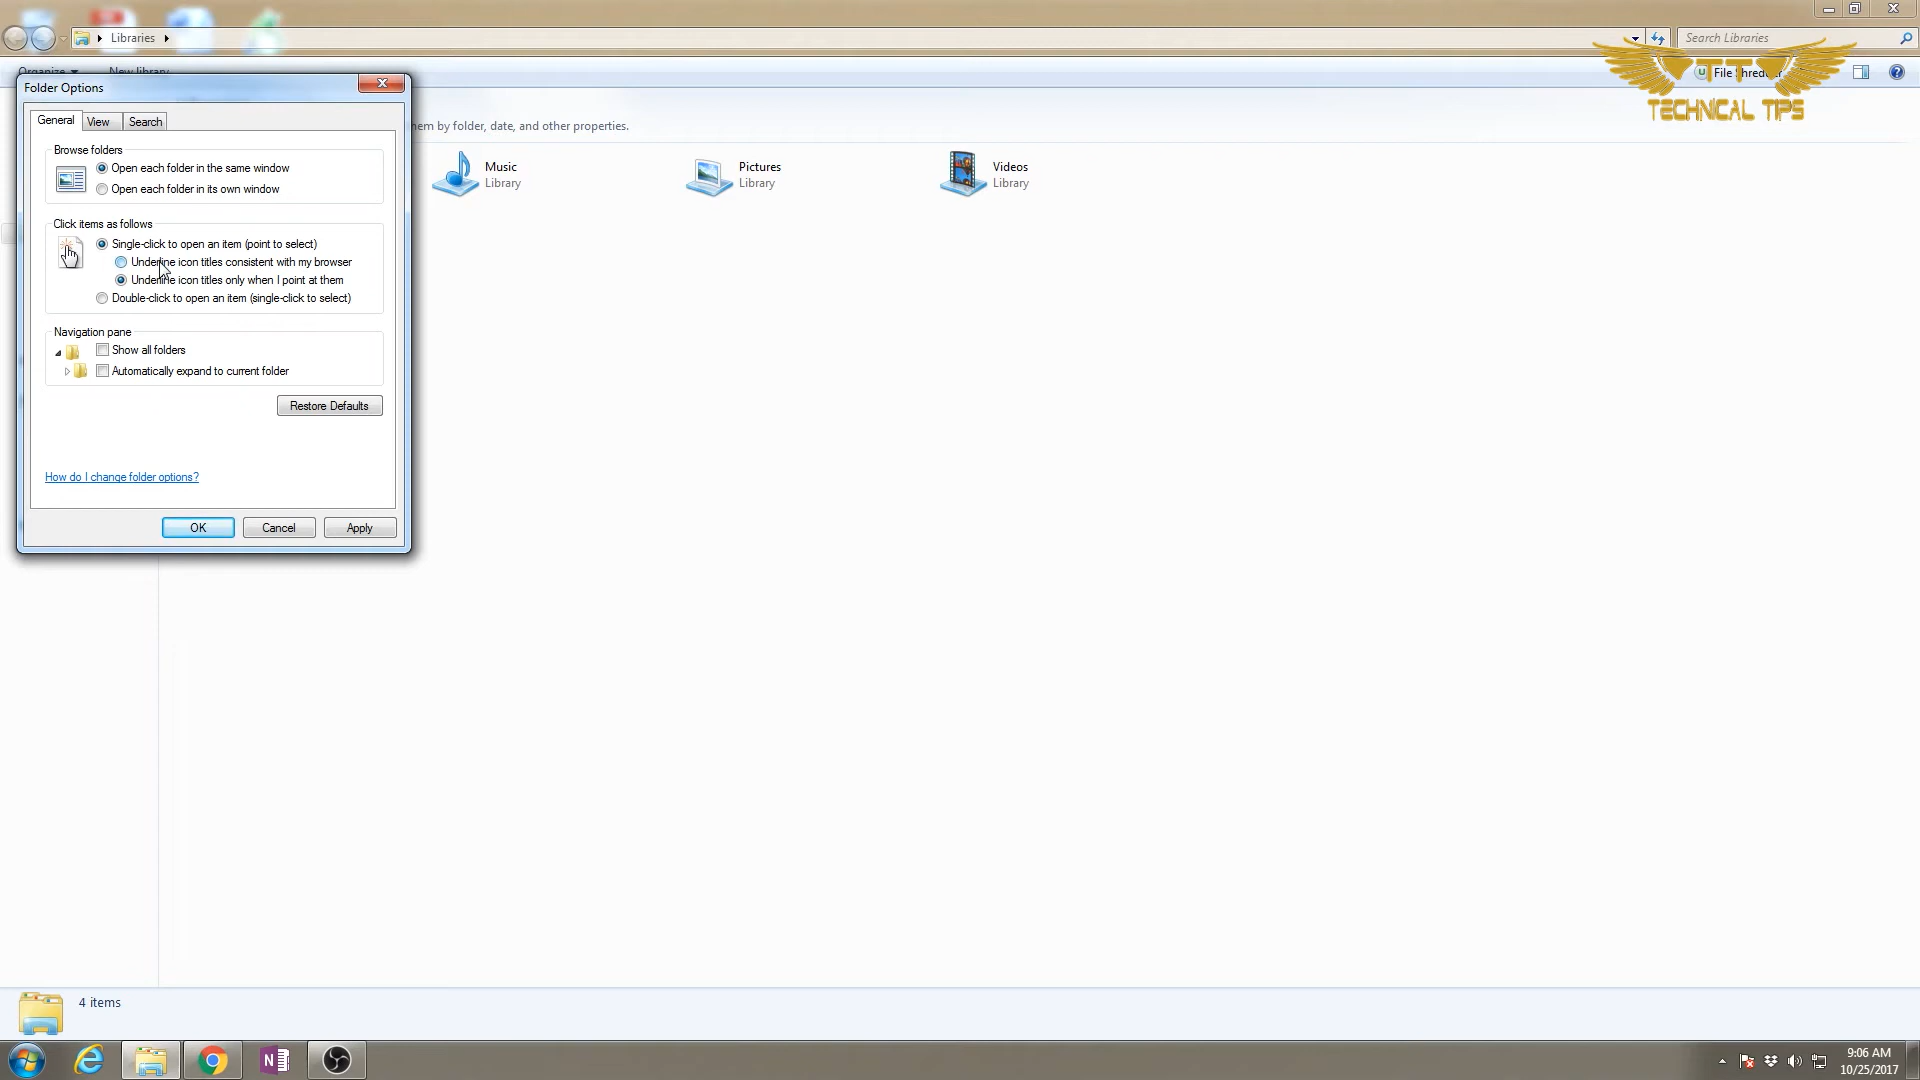 Libraries
Search Libraries
Organize
New library
File Shredder
Folder Options
TT
TECHNICAL TIPS
General
View
Search
by folder, date, and other properties.
Browse folders
Open each folder in the same window
Open each folder in its own window
Music
Library
Pictures
Library
Videos
Library
Click items as follows
Single-click to open an item (point to select)
Underline icon titles consistent with my browser
Underline icon titles only when I point at them
Double-click to open an item (single-click to select)
Navigation pane
Show all folders
Automatically expand to current folder
Restore Defaults
How do I change folder options?
OK
Cancel
Apply
4 items
9:06 AM
10/25/2017